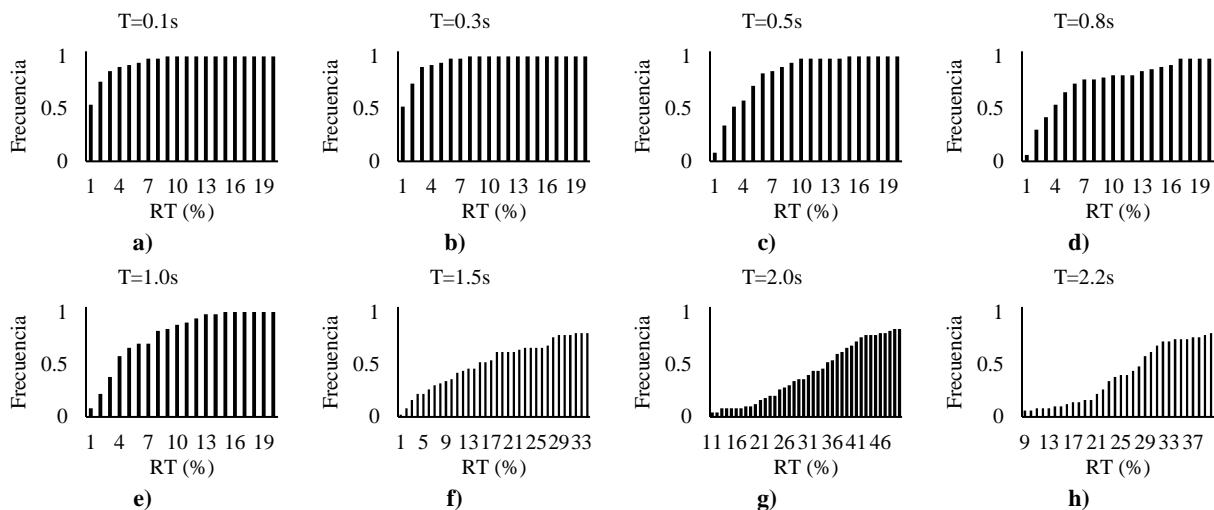 T=0.1s
Frecuencia
1
0.5
0
1 4 7 10 13 16 19
RT (%)
a)
T=0.3s
Frecuencia
1
0.5
0
1 4 7 10 13 16 19
RT (%)
b)
T=0.5s
Frecuencia
1
0.5
0
1 4 7 10 13 16 19
RT (%)
c)
T=0.8s
Frecuencia
1
0.5
0
1 4 7 10 13 16 19
RT (%)
d)
T=1.0s
Frecuencia
1
0.5
0
1 4 7 10 13 16 19
RT (%)
e)
T=1.5s
Frecuencia
1
0.5
0
1 5 9 13 17 21 25 29 33
RT (%)
f)
T=2.0s
Frecuencia
1
0.5
0
11 16 21 26 31 36 41 46
RT (%)
g)
T=2.2s
Frecuencia
1
0.5
0
9 13 17 21 25 29 33 37
RT (%)
h)